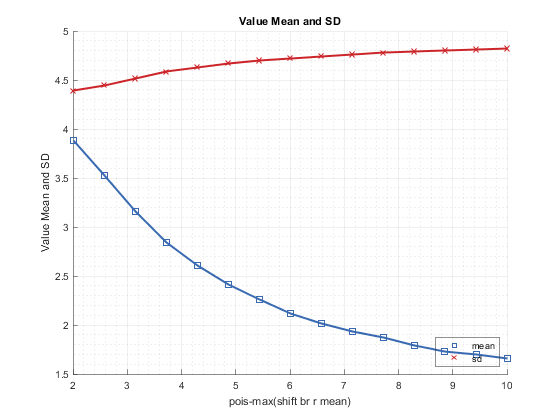 Value Mean and SD
5
4.5
4
3.5
3
2.5
2
1.5
Value Mean and SD
mean
sd
2 3 4 5 6 7 8 9 10
pois-max(shift br r mean)